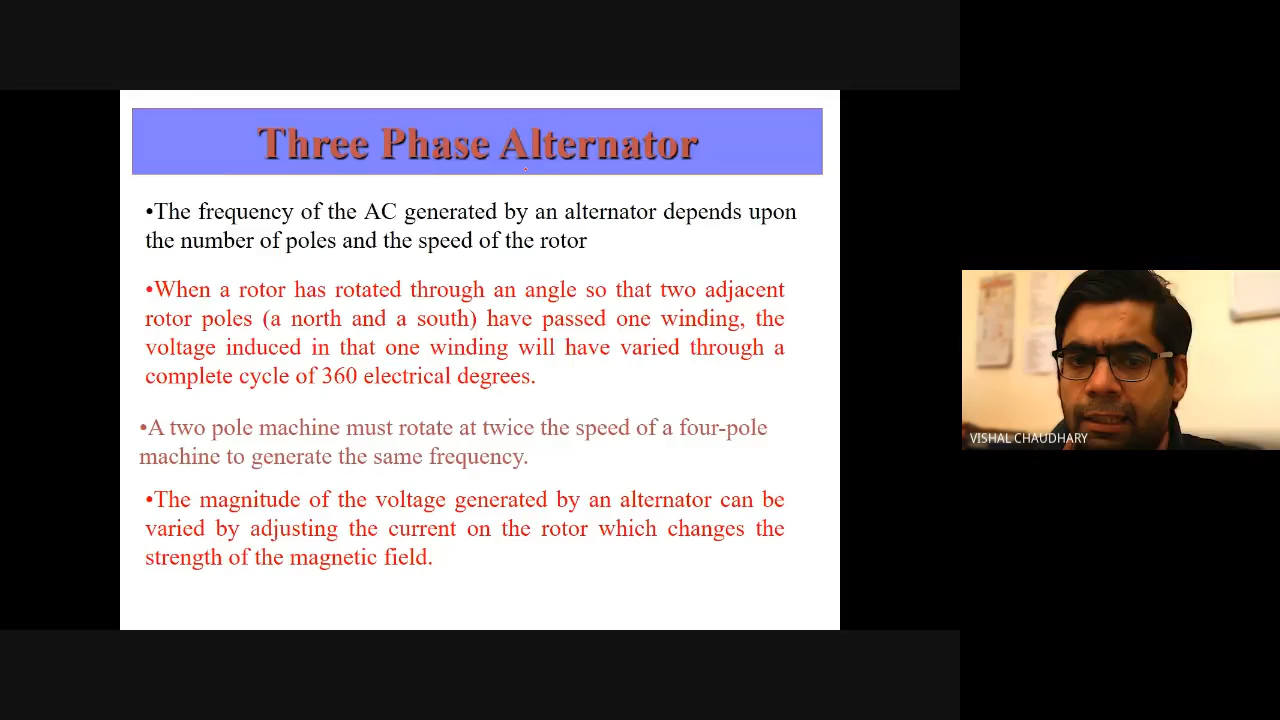 Three Phase Alternator
•The frequency of the AC generated by an alternator depends upon
the number of poles and the speed of the rotor
•When a rotor has rotated through an angle so that two adjacent
rotor poles (a north and a south) have passed one winding, the
voltage induced in that one winding will have varied through a
complete cycle of 360 electrical degrees.
•A two pole machine must rotate at twice the speed of a four-pole
machine to generate the same frequency.
•The magnitude of the voltage generated by an alternator can be
varied by adjusting the current on the rotor which changes the
strength of the magnetic field.
VISHAL CHAUDHARY